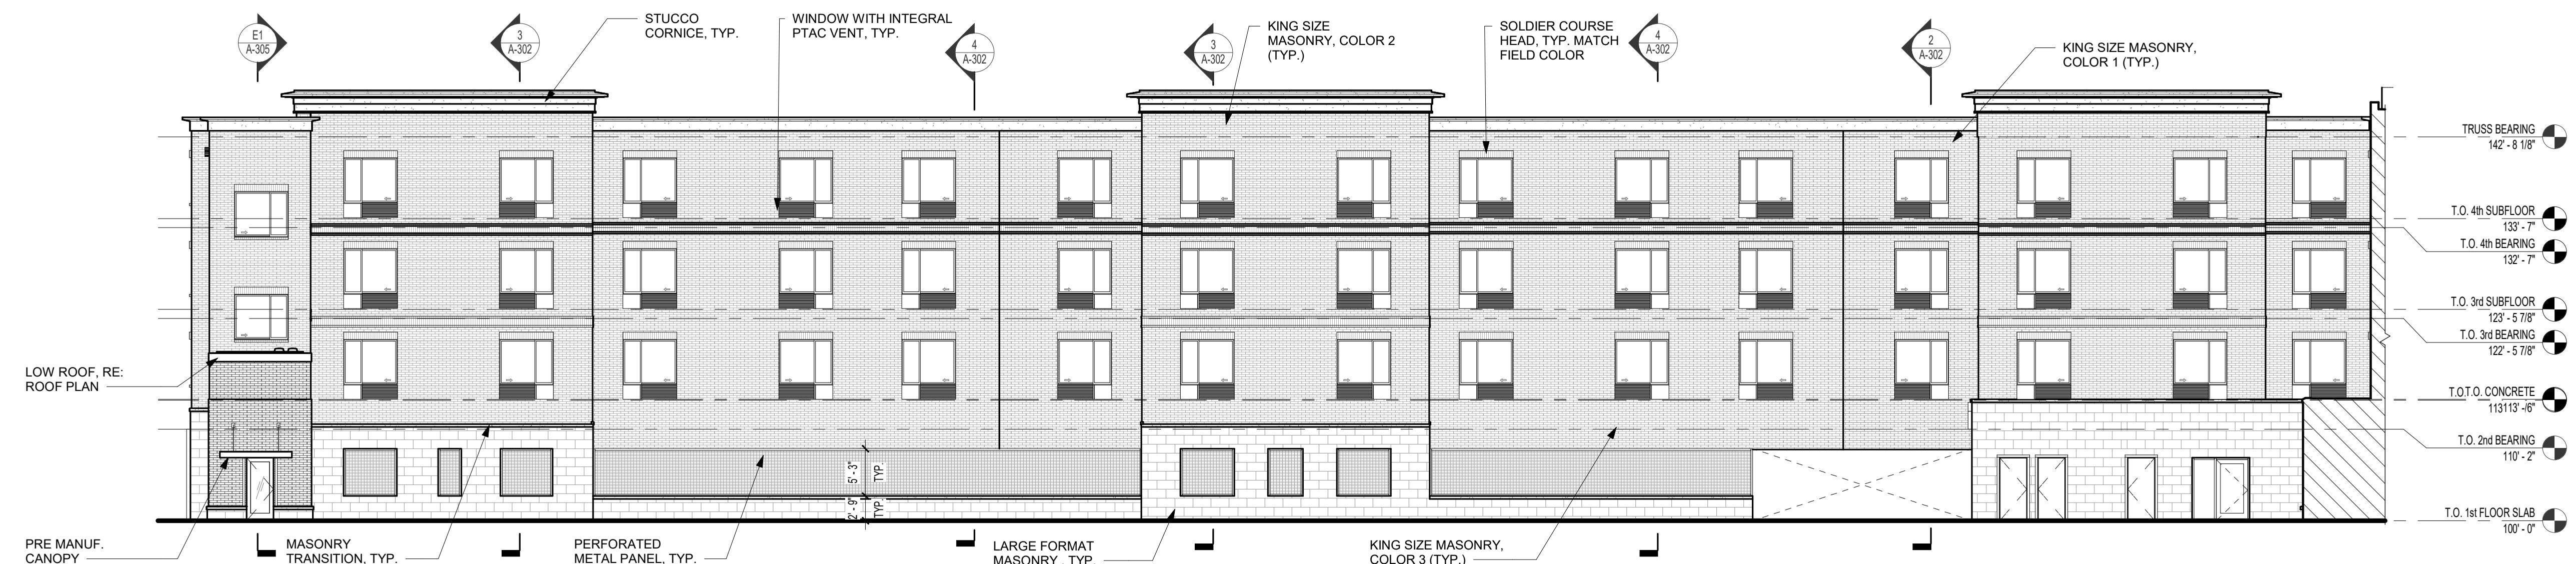 E1
A-305
3
A-302
STUCCO
CORNICE, TYP.
WINDOW WITH INTEGRAL
PTAC VENT, TYP.
4
A-302
3
A-302
KING SIZE
MASONRY, COLOR 2
(TYP.)
SOLDIER COURSE
HEAD, TYP. MATCH
FIELD COLOR
4
A-302
2
A-302
KING SIZE MASONRY,
COLOR 1 (TYP.)
TRUSS BEARING
142' - 8 1/8"
T.O. 4th SUBFLOOR
133' - 7"
T.O. 4th BEARING
132' - 7"
T.O. 3rd SUBFLOOR
123' - 5 7/8"
T.O. 3rd BEARING
122' - 5 7/8"
LOW ROOF, RE:
ROOF PLAN
T.O. CONCRETE
T.O. 2nd BEARING
110' - 2"
5' - 3"
TYP.
2' - 9"
TYP.
T.O. 1st FLOOR SLAB
100' - 0"
PRE MANUF.
CANOPY
MASONRY
TRANSITION, TYP.
PERFORATED
METAL PANEL, TYP.
LARGE FORMAT
MASONRY , TYP.
KING SIZE MASONRY,
COLOR 3 (TYP.)